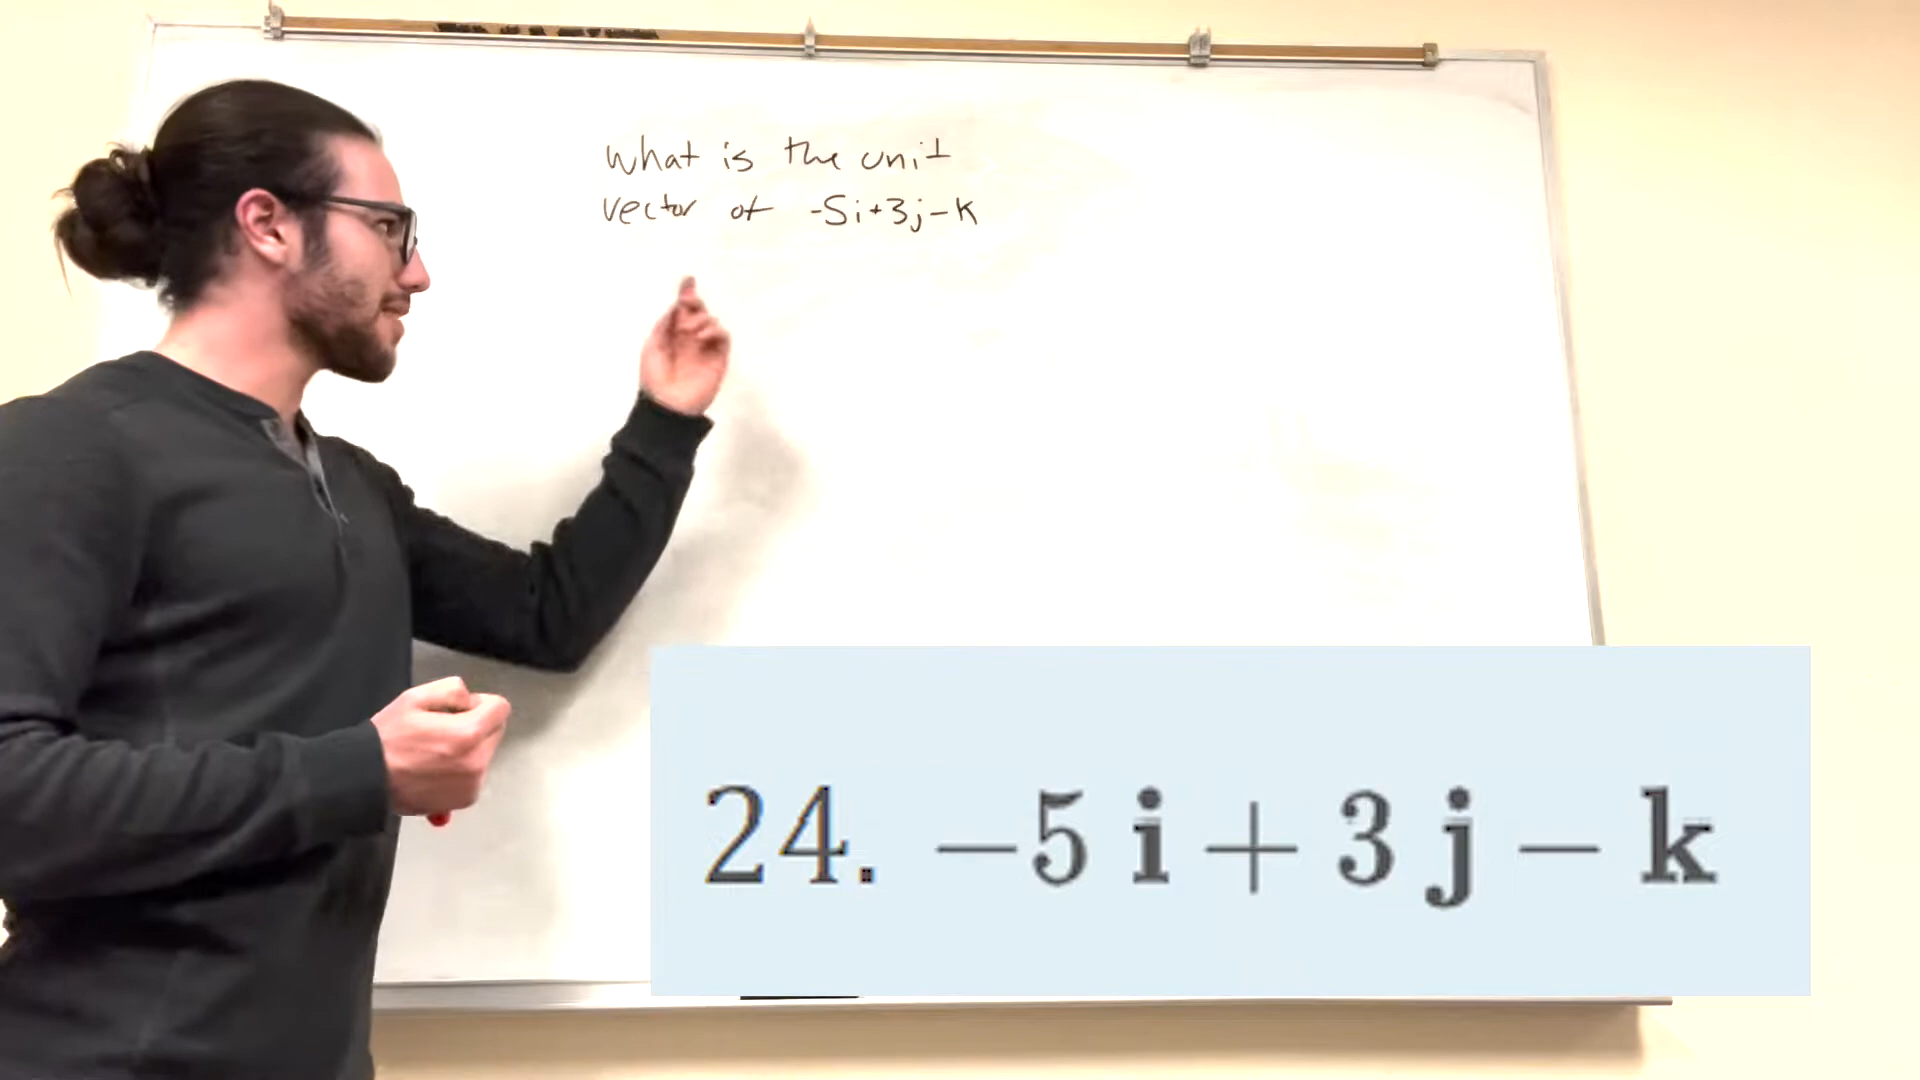 what is the unit
vector of -5i+3j-k
24. −5 i + 3 j − k